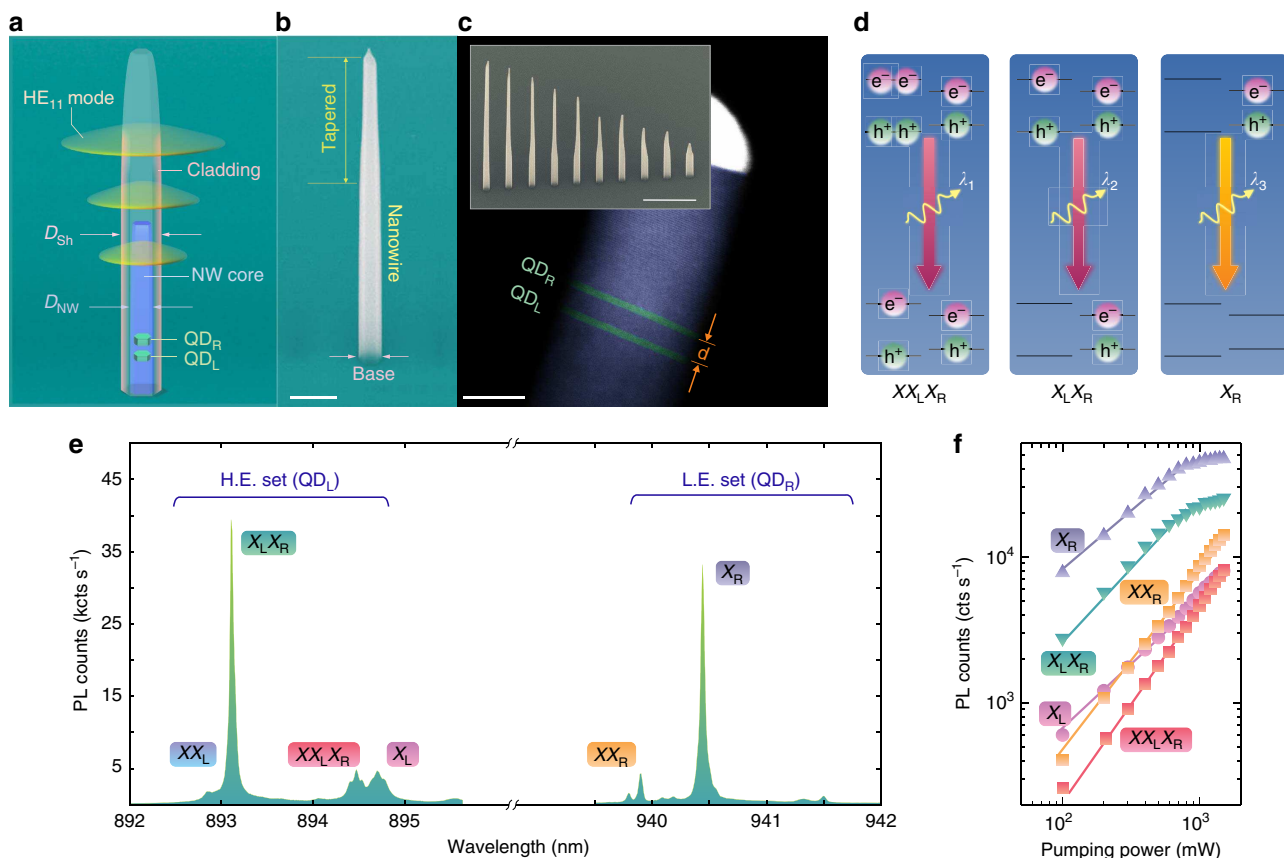 a
HE11 mode
Cladding
DSh
NW core
DNW
QDR
QDL
b
Tapered
Nanowire
Base
c
QDR
QDL
d
d
e− e− e−
h+ h+ h+
λ1
e− e−
h+ h+
XXLXR
e− e−
h+ h+
λ2
e−
h+
XLXR
e−
h+
λ3
XR
e
H.E. set (QDL)
L.E. set (QDR)
45
35
25
15
5
PL counts (kcts s−1)
XLXR
XR
XXL
XXLXR
XL
XXR
892 893 894 895 940 941 942
Wavelength (nm)
f
PL counts (cts s−1)
104
103
XR
XXR
XLXR
XL
XXLXR
102 103
Pumping power (mW)